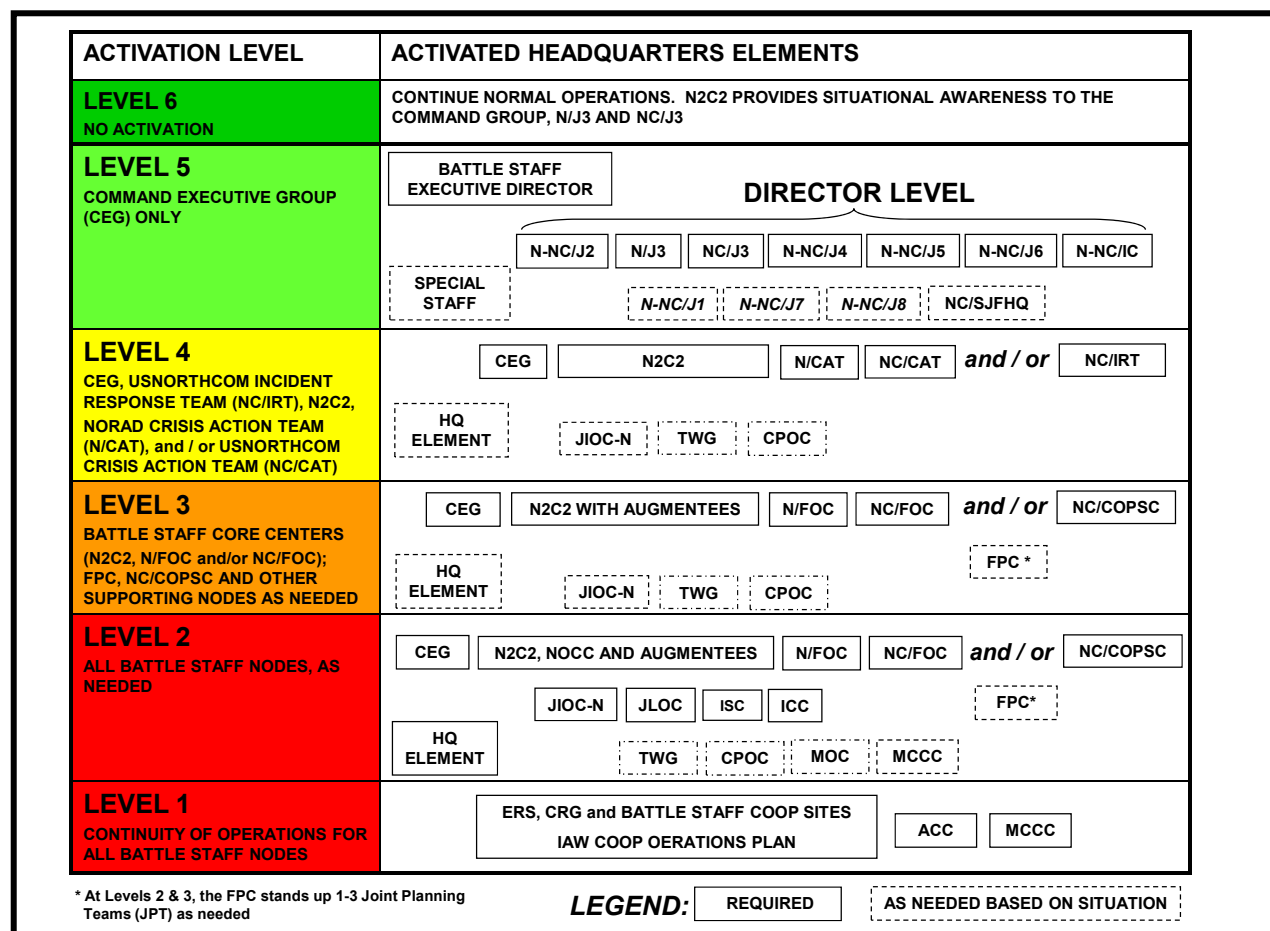 ACTIVATION LEVEL
ACTIVATED HEADQUARTERS ELEMENTS
LEVEL 6
NO ACTIVATION
CONTINUE NORMAL OPERATIONS. N2C2 PROVIDES SITUATIONAL AWARENESS TO THE
COMMAND GROUP, N/J3 AND NC/J3
LEVEL 5
COMMAND EXECUTIVE GROUP
(CEG) ONLY
BATTLE STAFF
EXECUTIVE DIRECTOR
DIRECTOR LEVEL
N-NC/J2
N/J3
NC/J3
N-NC/J4
N-NC/J5
N-NC/J6
N-NC/IC
SPECIAL
STAFF
N-NC/J1
N-NC/J7
N-NC/J8
NC/SJFHQ
LEVEL 4
CEG, USNORTHCOM INCIDENT
RESPONSE TEAM (NC/IRT), N2C2,
NORAD CRISIS ACTION TEAM
(N/CAT), and / or USNORTHCOM
CRISIS ACTION TEAM (NC/CAT)
CEG
N2C2
N/CAT
NC/CAT
and / or
NC/IRT
HQ
ELEMENT
JIOC-N
TWG
CPOC
LEVEL 3
BATTLE STAFF CORE CENTERS
(N2C2, N/FOC and/or NC/FOC);
FPC, NC/COPSC AND OTHER
SUPPORTING NODES AS NEEDED
CEG
N2C2 WITH AUGMENTEES
N/FOC
NC/FOC
and / or
NC/COPSC
FPC *
HQ
ELEMENT
JIOC-N
TWG
CPOC
LEVEL 2
ALL BATTLE STAFF NODES, AS
NEEDED
CEG
N2C2, NOCC AND AUGMENTEES
N/FOC
NC/FOC
and / or
NC/COPSC
JIOC-N
JLOC
ISC
ICC
FPC*
HQ
ELEMENT
TWG
CPOC
MOC
MCCC
LEVEL 1
CONTINUITY OF OPERATIONS FOR
ALL BATTLE STAFF NODES
ERS, CRG and BATTLE STAFF COOP SITES
IAW COOP OERATIONS PLAN
ACC
MCCC
* At Levels 2 & 3, the FPC stands up 1-3 Joint Planning
Teams (JPT) as needed
LEGEND:
REQUIRED
AS NEEDED BASED ON SITUATION